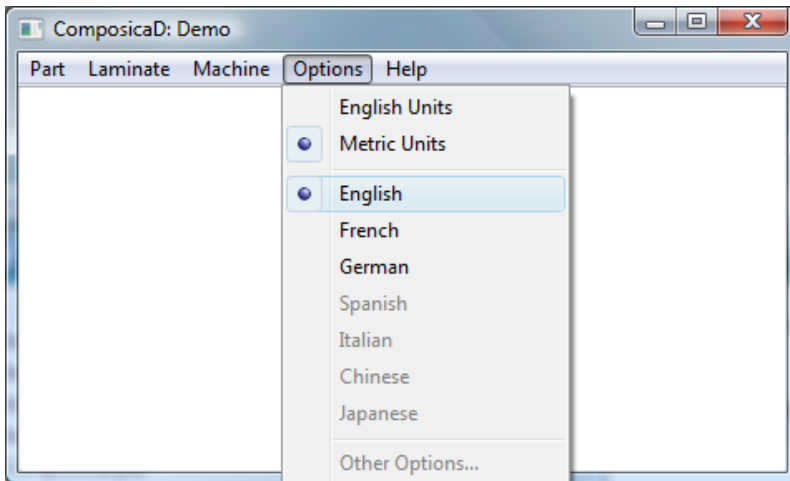 ComposicaD: Demo
Part Laminate Machine Options Help
English Units
Metric Units
English
French
German
Spanish
Italian
Chinese
Japanese
Other Options...